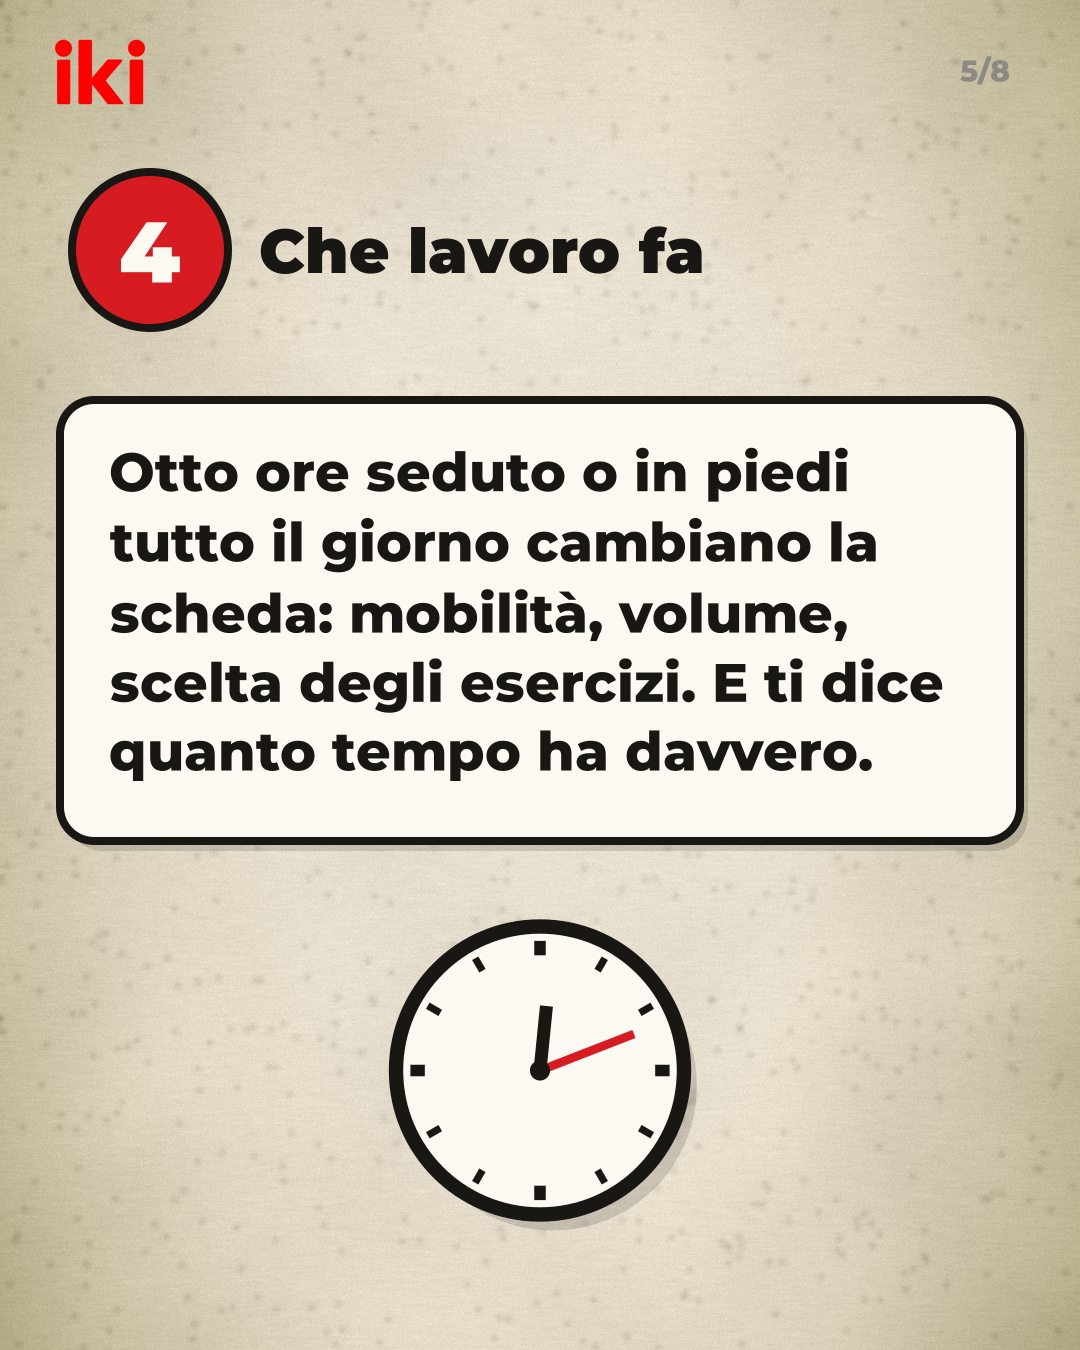 iki
5/8
4
Che lavoro fa
Otto ore seduto o in piedi
tutto il giorno cambiano la
scheda: mobilità, volume,
scelta degli esercizi. E ti dice
quanto tempo ha davvero.